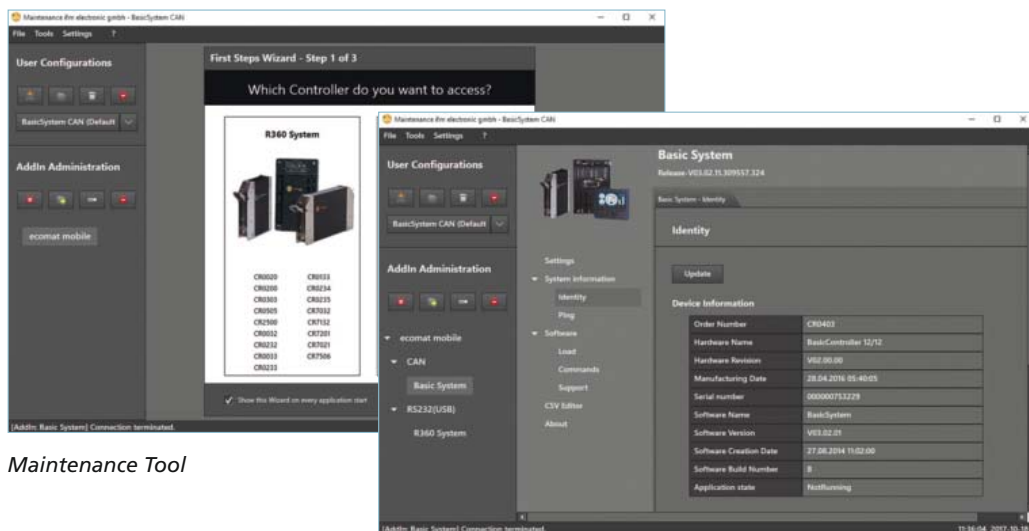 Maintenance ifm electronic gmbh - BasicSystem CAN
File Tools Settings ?
User Configurations
BasicSystem CAN (Default
AddIn Administration
ecomat mobile
First Steps Wizard - Step 1 of 3
Which Controller do you want to access?
R360 System
CR0020 CR0133
CR0200 CR0234
CR0303 CR0235
CR0505 CR7032
CR2500 CR7132
CR0032 CR7201
CR0232 CR7021
CR0033 CR7506
CR0233
Show this Wizard on every application start
[AddIn: Basic System] Connection terminated.
Maintenance Tool
Maintenance ifm electronic gmbh - BasicSystem CAN
File Tools Settings ?
User Configurations
BasicSystem CAN (Default
AddIn Administration
ecomat mobile
CAN
Basic System
RS232(USB)
R360 System
Settings
System information
Identity
Ping
Software
Load
Commands
Support
CSV Editor
About
Basic System
Release-V03.02.11.309557.324
Basic System - Identity
Identity
Update
Device Information
Order Number CR0403
Hardware Name BasicController 12/12
Hardware Revision V02.00.00
Manufacturing Date 28.04.2016 05:40:05
Serial number 000000753229
Software Name BasicSystem
Software Version V03.02.01
Software Creation Date 27.08.2014 11:02:00
Software Build Number 8
Application state NotRunning
[AddIn: Basic System] Connection terminated.
11:36:04 2017-10-18